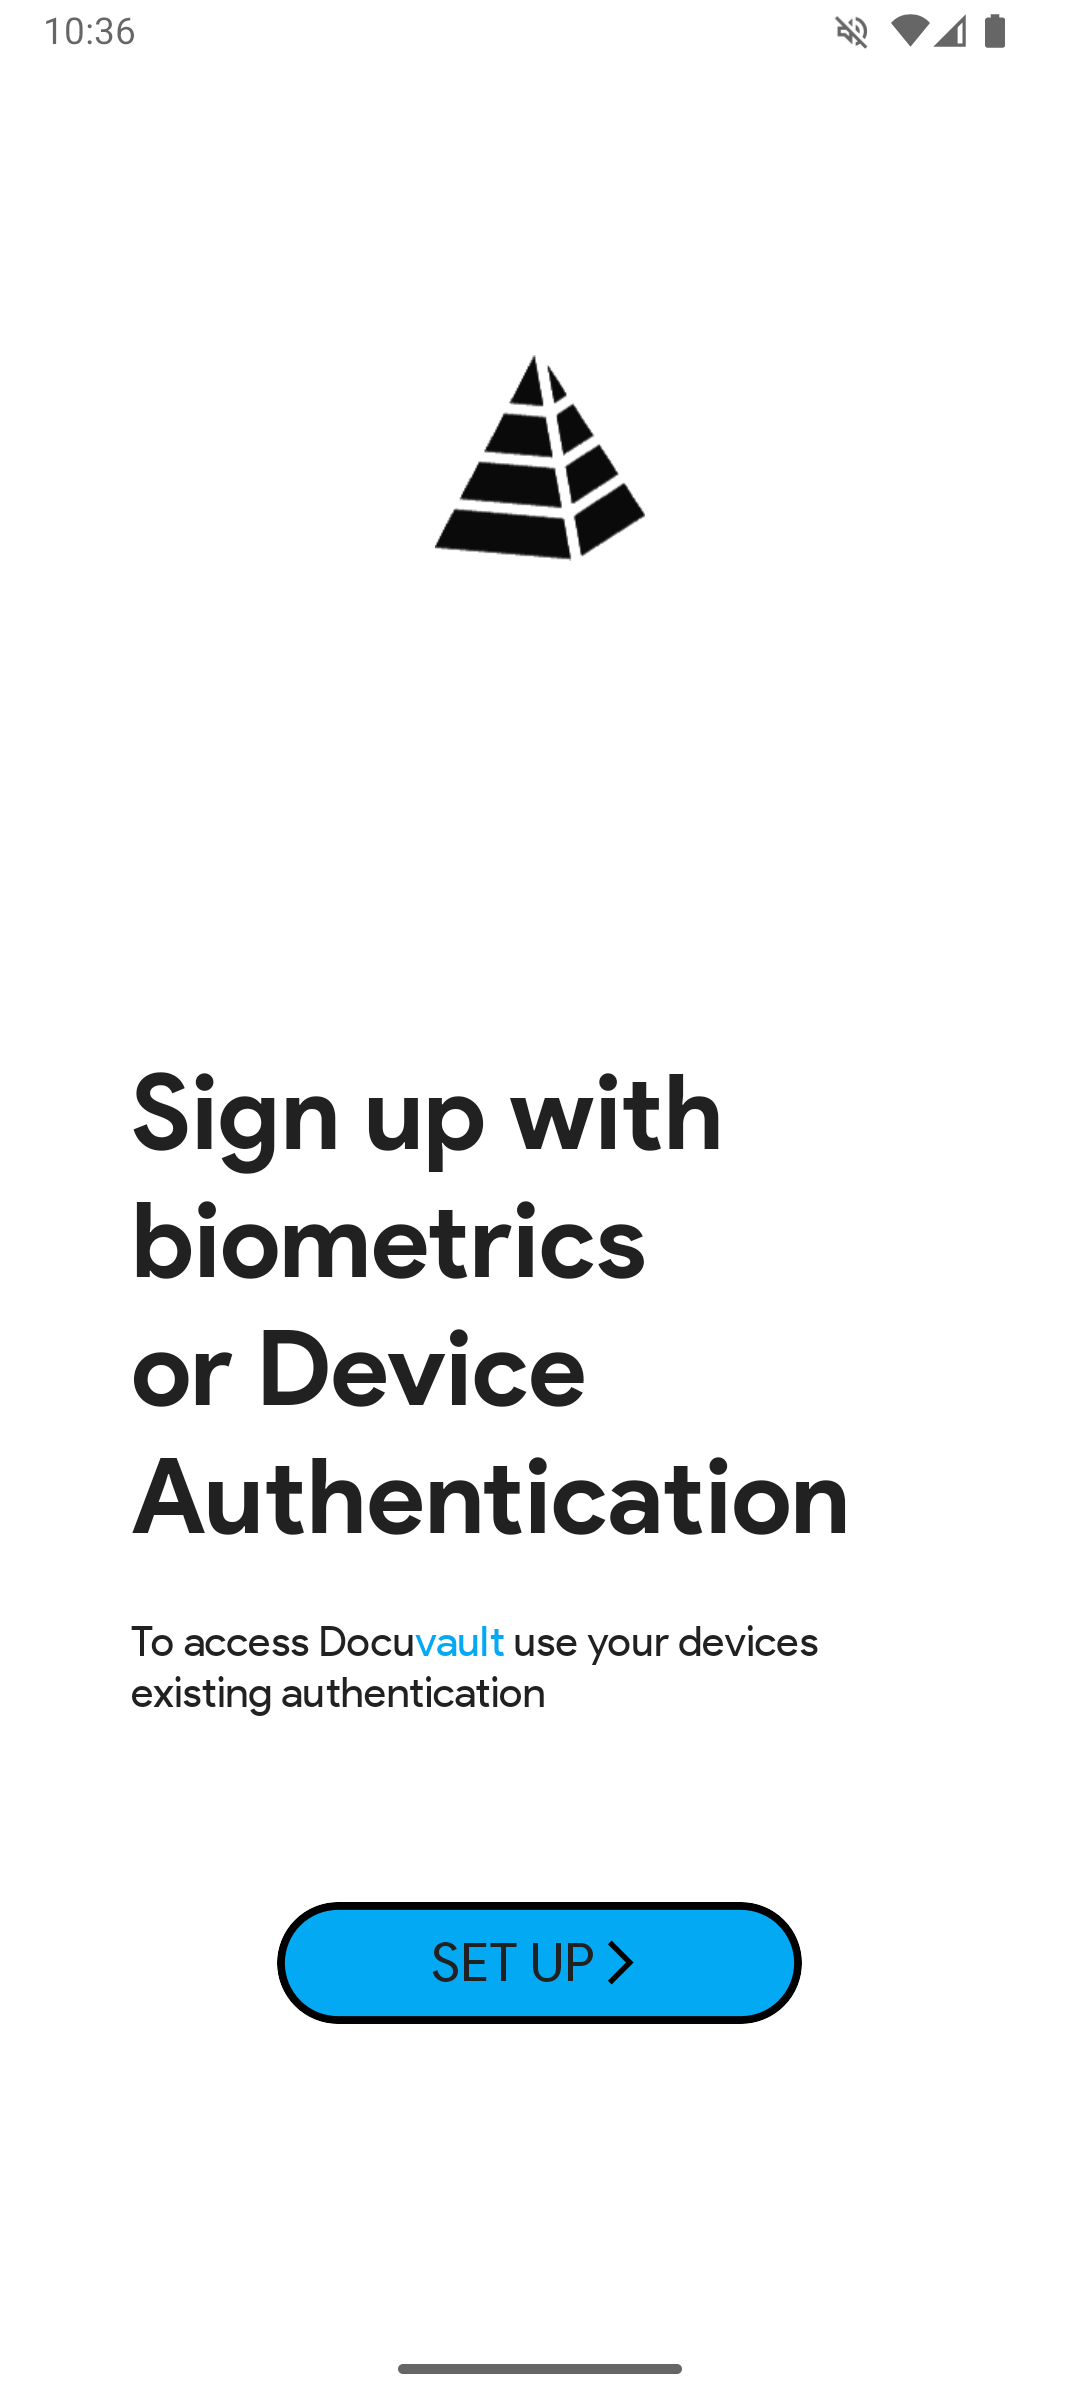 10:36
Sign up with
biometrics
or Device
Authentication
To access Docuvault use your devices
existing authentication
SET UP